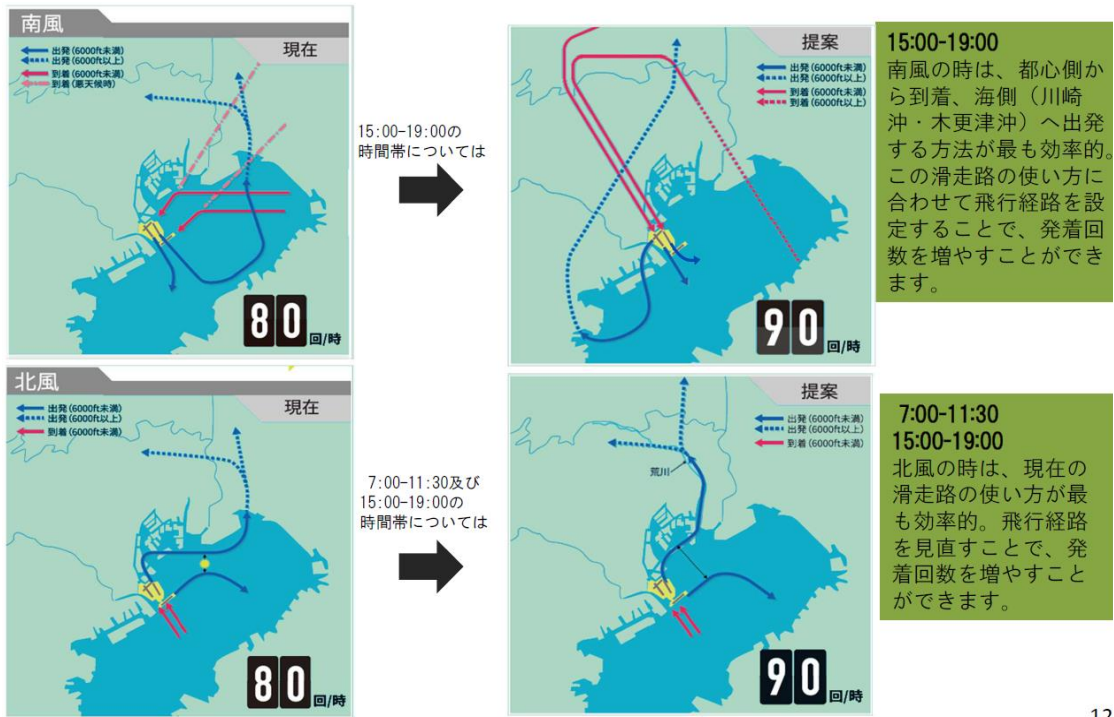 南風
現在
出発(6000ft未満)
出発(6000ft以上)
到着(6000ft未満)
到着(悪天候時)
80回/時
15:00-19:00の
時間帯については
提案
出発(6000ft未満)
出発(6000ft以上)
到着(6000ft未満)
到着(6000ft以上)
90回/時
15:00-19:00
南風の時は、都心側か
ら到着、海側（川崎
沖・木更津沖）へ出発
する方法が最も効率的。
この滑走路の使い方に
合わせて飛行経路を設
定することで、発着回
数を増やすことができ
ます。
北風
現在
出発(6000ft未満)
出発(6000ft以上)
到着(6000ft未満)
80回/時
7:00-11:30及び
15:00-19:00の
時間帯については
提案
出発(6000ft未満)
出発(6000ft以上)
到着(6000ft未満)
荒川
90回/時
7:00-11:30
15:00-19:00
北風の時は、現在の
滑走路の使い方が最
も効率的。飛行経路
を見直すことで、発
着回数を増やすこと
ができます。
12